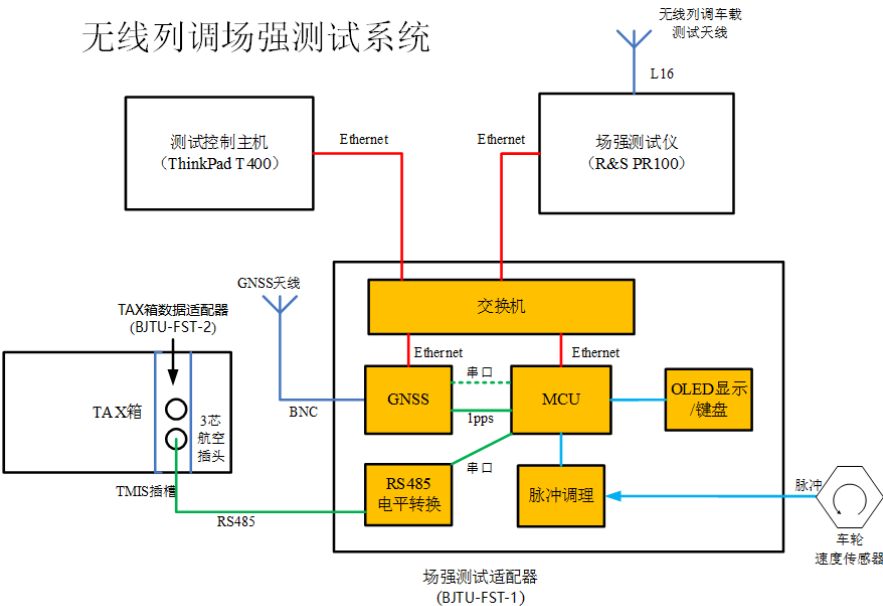 无线列调场强测试系统
无线列调车载
测试天线
L16
测试控制主机
(ThinkPad T400)
Ethernet
Ethernet
场强测试仪
(R&S PR100)
GNSS天线
TAX箱数据适配器
(BJTU-FST-2)
交换机
Ethernet
Ethernet
串口
GNSS
MCU
OLED显示
/键盘
BNC
1pps
TAX箱
3芯
航空
插头
串口
RS485
电平转换
脉冲调理
脉冲
TMIS插槽
RS485
车轮
速度传感器
场强测试适配器
(BJTU-FST-1)